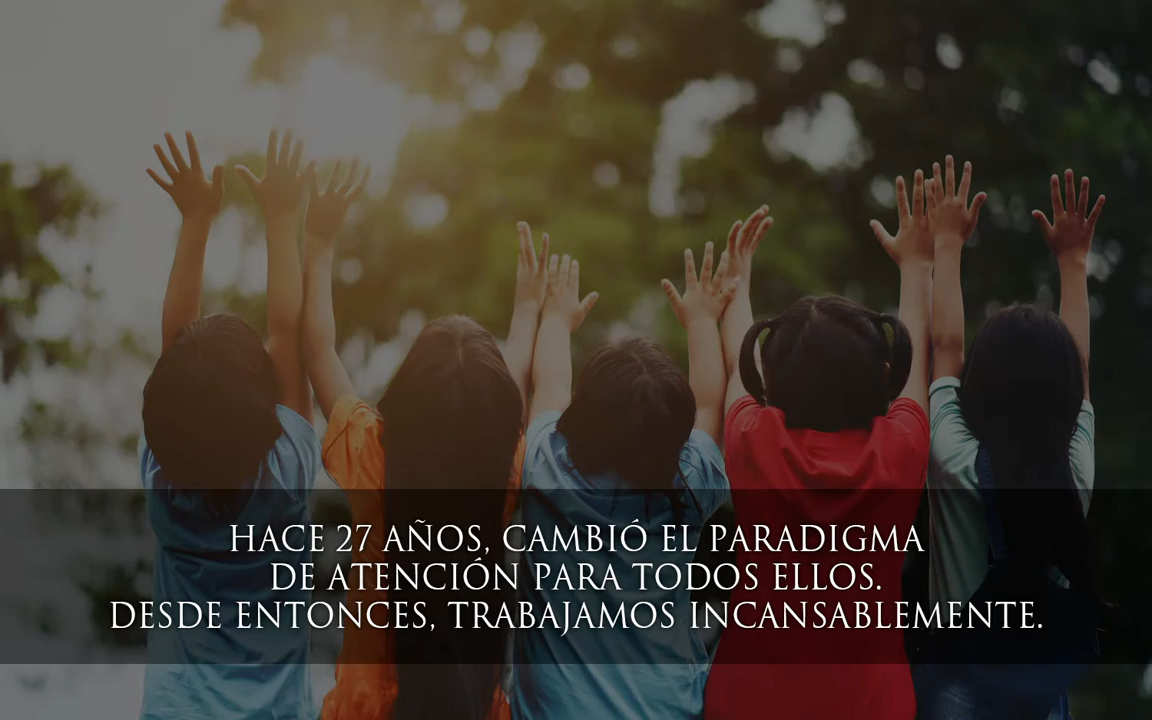 HACE 27 AÑOS, CAMBIÓ EL PARADIGMA
DE ATENCIÓN PARA TODOS ELLOS.
DESDE ENTONCES, TRABAJAMOS INCANSABLEMENTE.